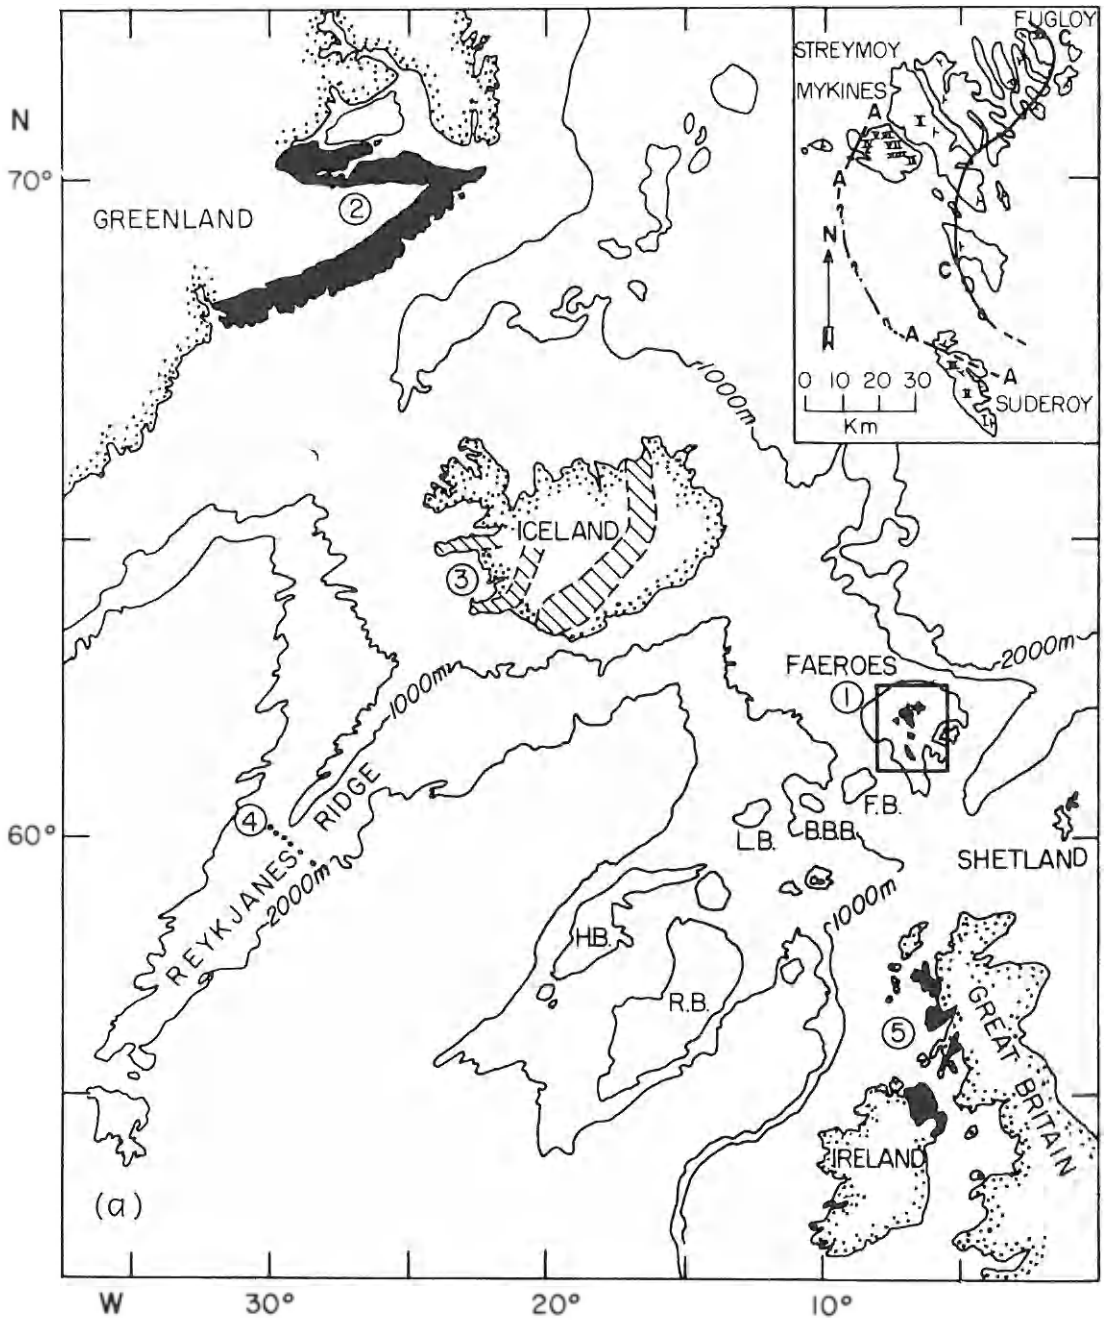 FUGLOY
C
STREYMOY
MYKINES
A
N
70°
A
GREENLAND
2
N
C
A
A
SUDEROY
0 10 20 30
Km
1000m
ICELAND
3
2000m
FAEROES
1
1000m
F.B.
L.B.
B.B.B.
4
60°
SHETLAND
REYKJANES RIDGE
2000m
1000m
H.B.
R.B.
5
GREAT BRITAIN
IRELAND
(a)
W 30° 20° 10°